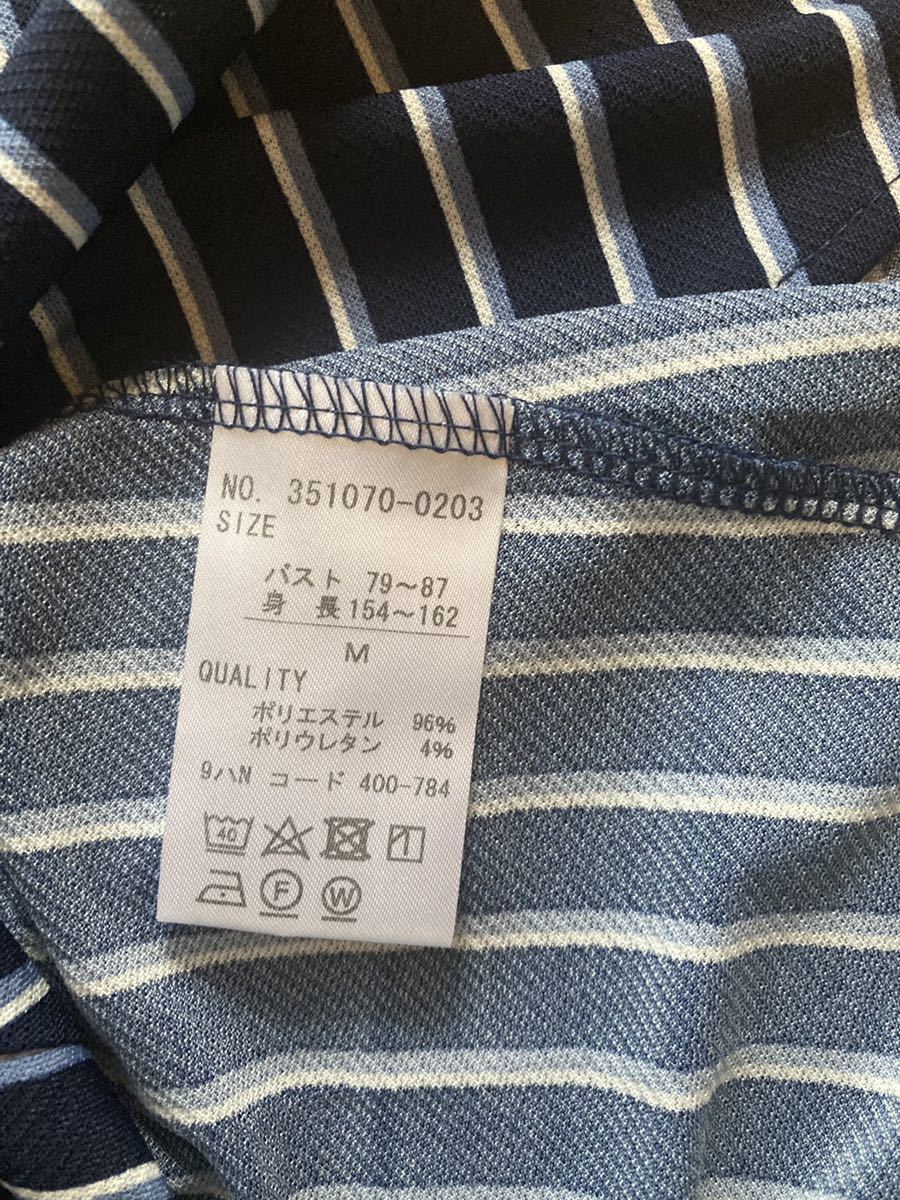 NO. 351070-0203
SIZE
バスト 79〜87
身 長 154〜162
M
QUALITY
ポリエステル 96%
ポリウレタン 4%
9ハN コード 400-784
40
F W